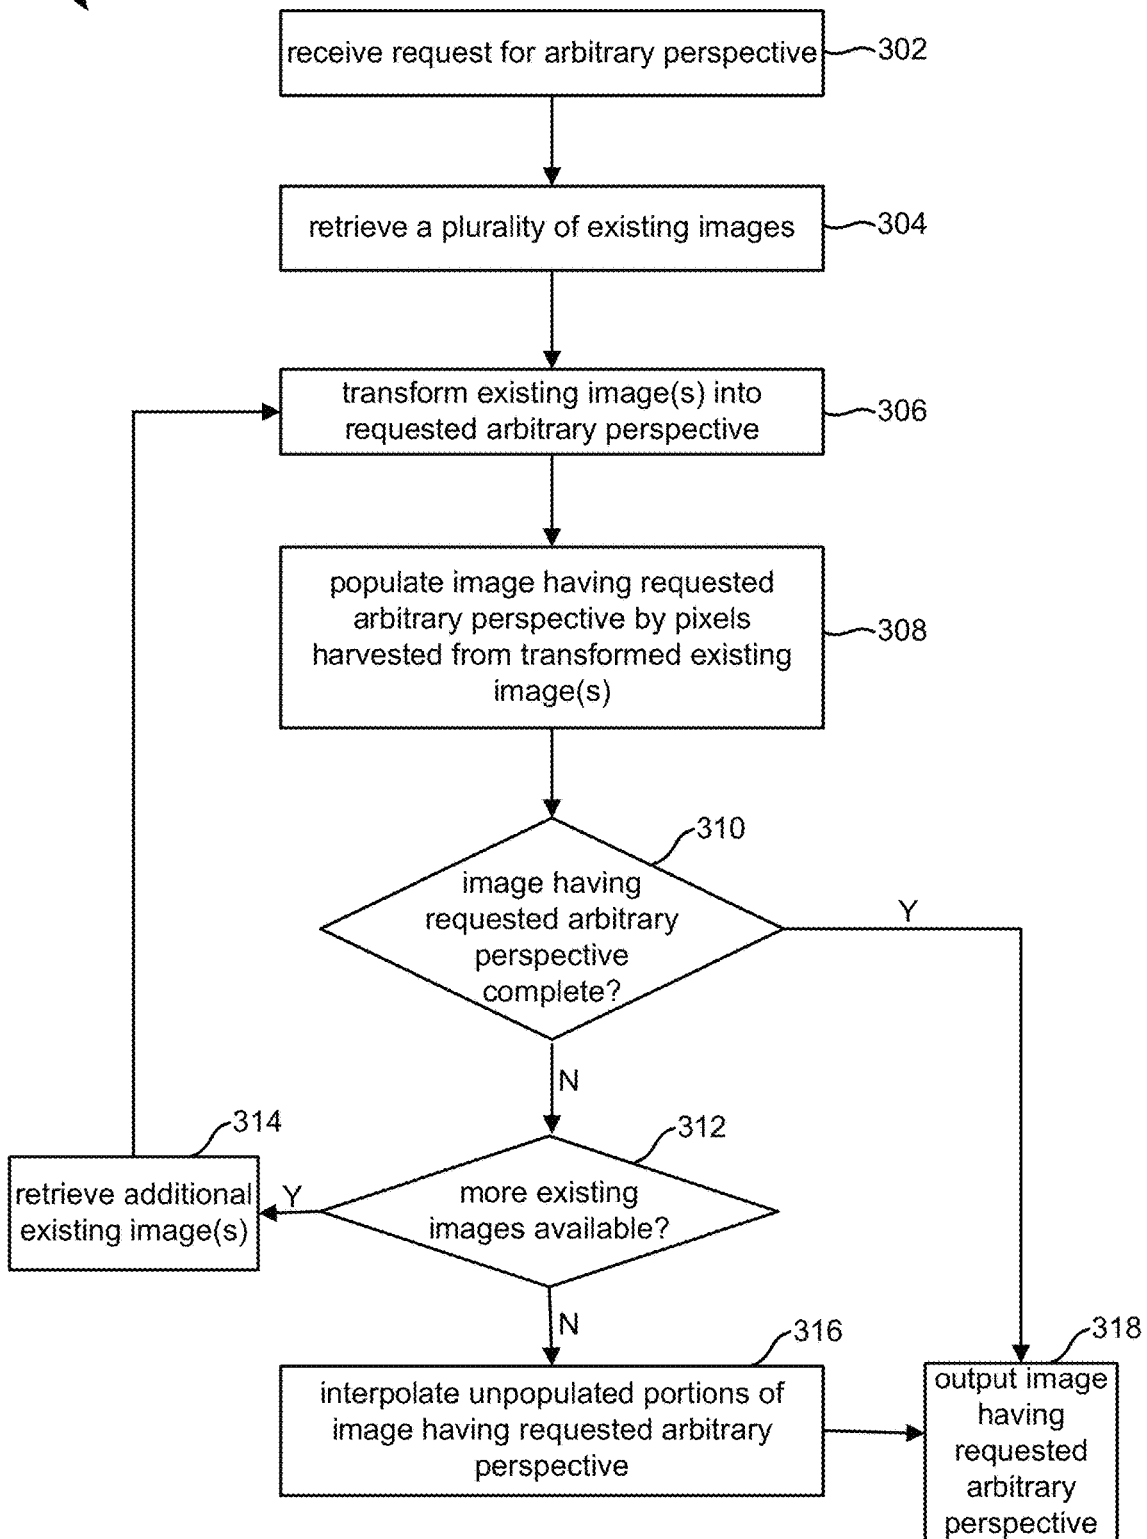 receive request for arbitrary perspective
302
retrieve a plurality of existing images
304
transform existing image(s) into
requested arbitrary perspective
306
populate image having requested
arbitrary perspective by pixels
harvested from transformed existing
image(s)
308
310
image having
requested arbitrary
perspective
complete?
Y
N
312
more existing
images available?
Y
314
retrieve additional
existing image(s)
N
316
interpolate unpopulated portions of
image having requested arbitrary
perspective
318
output image
having
requested
arbitrary
perspective